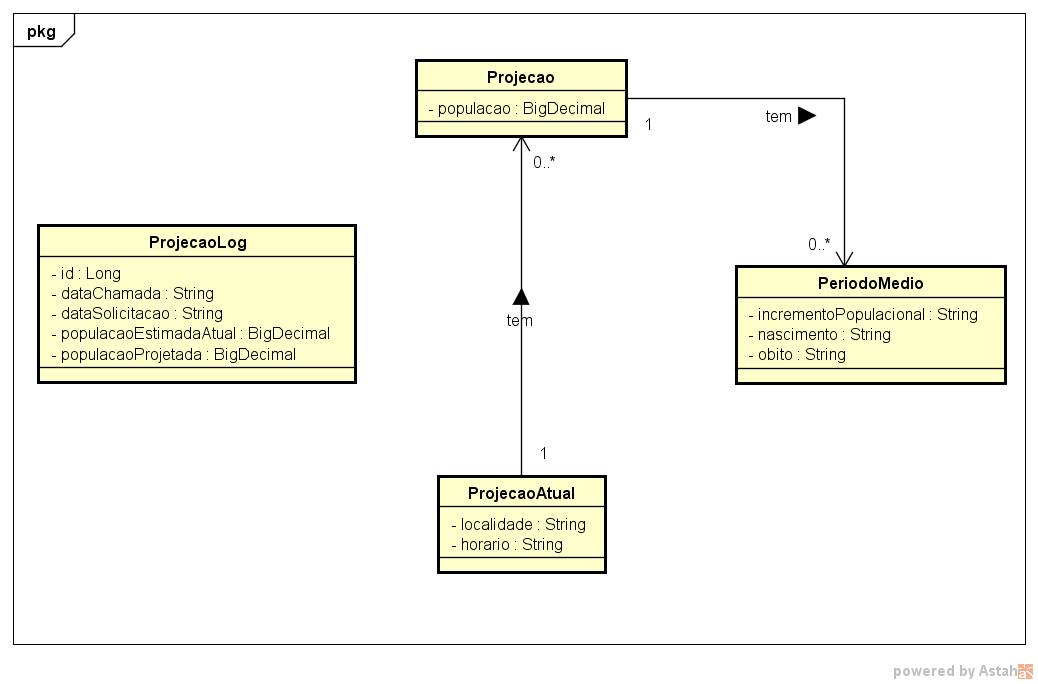 pkg
Projecao
- populacao : BigDecimal
1
tem
0..*
ProjecaoLog
- id : Long
- dataChamada : String
- dataSolicitacao : String
- populacaoEstimadaAtual : BigDecimal
- populacaoProjetada : BigDecimal
0..*
PeriodoMedio
- incrementoPopulacional : String
- nascimento : String
- obito : String
tem
1
ProjecaoAtual
- localidade : String
- horario : String
powered by Astah